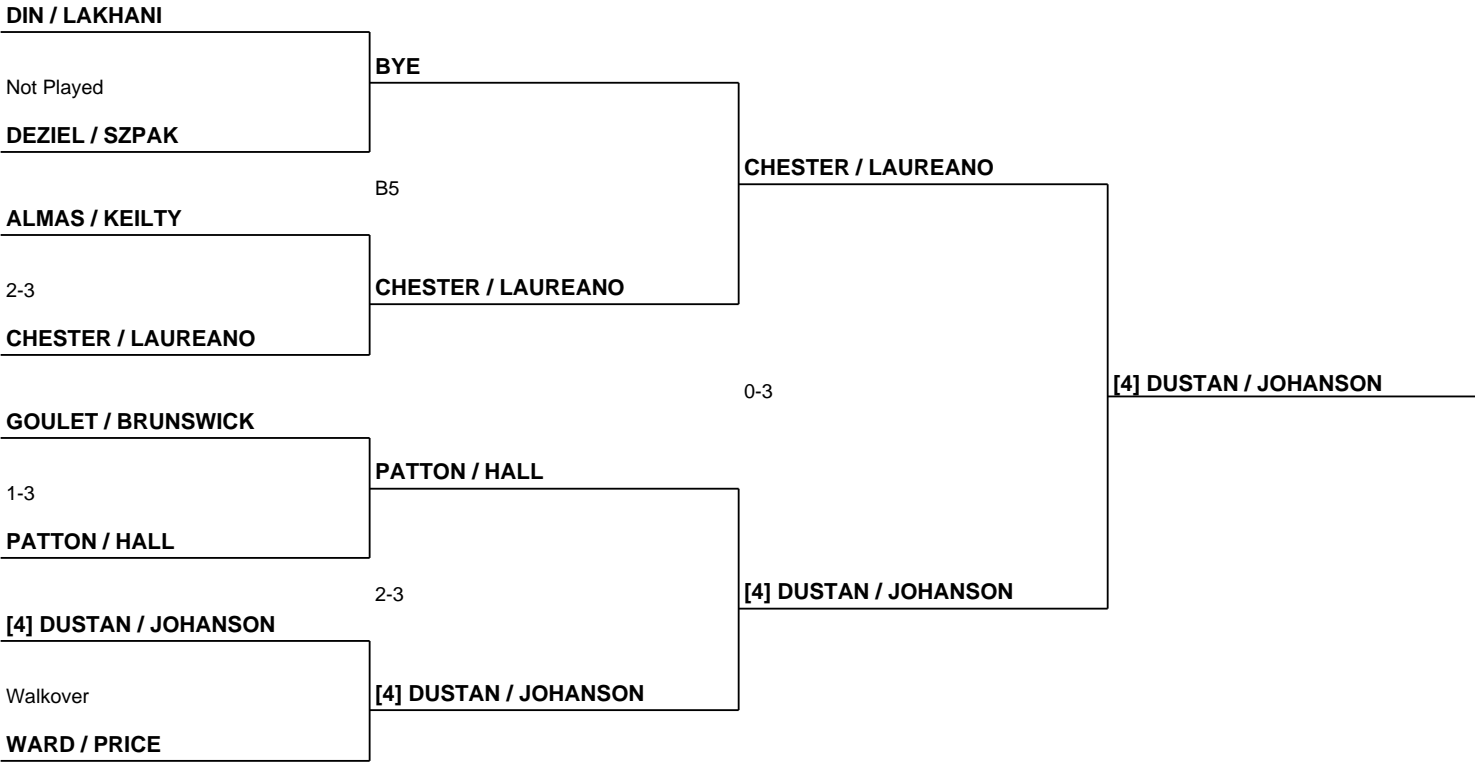 DIN / LAKHANI
BYE
Not Played
DEZIEL / SZPAK
CHESTER / LAUREANO
B5
ALMAS / KEILTY
2-3
CHESTER / LAUREANO
CHESTER / LAUREANO
0-3
[4] DUSTAN / JOHANSON
GOULET / BRUNSWICK
PATTON / HALL
1-3
PATTON / HALL
2-3
[4] DUSTAN / JOHANSON
[4] DUSTAN / JOHANSON
Walkover
[4] DUSTAN / JOHANSON
WARD / PRICE